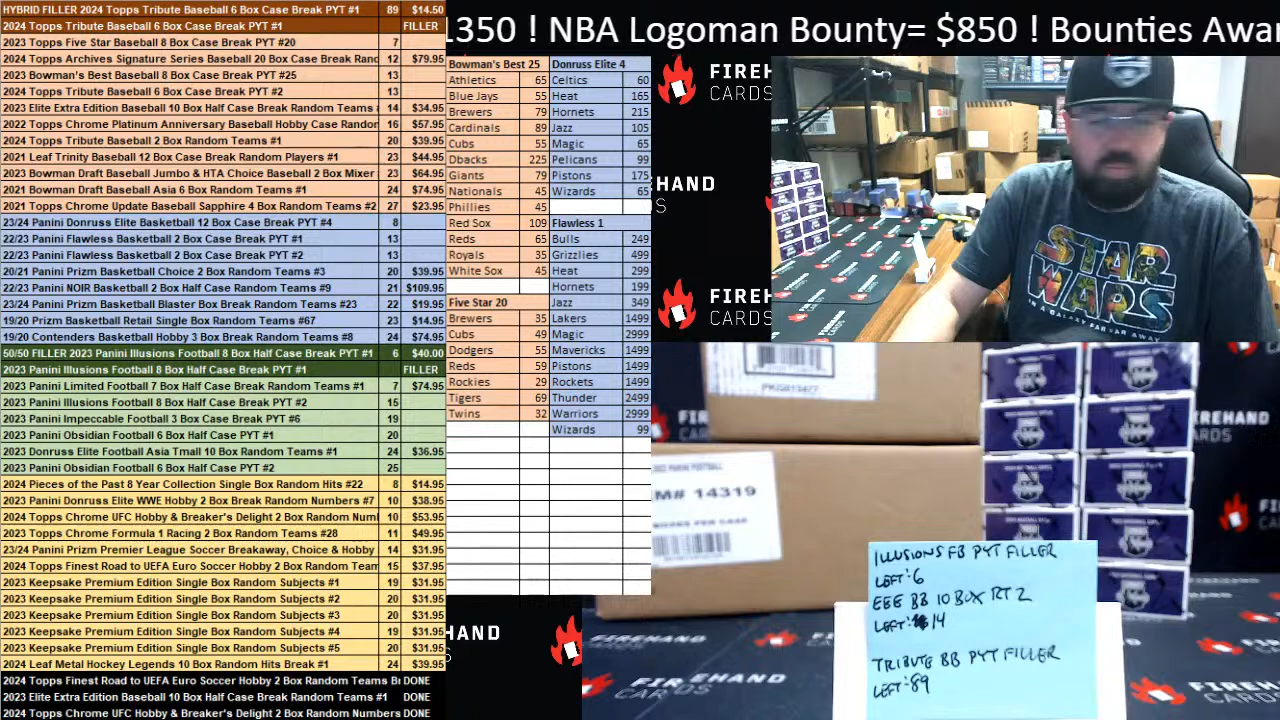 HYBRID FILLER 2024 Topps Tribute Baseball 6 Box Case Break PYT #1 89 $14.50
2024 Topps Tribute Baseball 6 Box Case Break PYT #1 FILLER
2023 Topps Five Star Baseball 8 Box Case Break PYT #20 7
2024 Topps Archives Signature Series Baseball 20 Box Case Break Ranc 12 $79.95
2023 Bowman's Best Baseball 8 Box Case Break PYT #25 13
2024 Topps Tribute Baseball 6 Box Case Break PYT #2 13
2023 Elite Extra Edition Baseball 10 Box Half Case Break Random Teams 14 $34.95
2022 Topps Chrome Platinum Anniversary Baseball Hobby Case Random 16 $57.95
2024 Topps Tribute Baseball 2 Box Random Teams #1 20 $39.95
2021 Leaf Trinity Baseball 12 Box Case Break Random Players #1 23 $44.95
2023 Bowman Draft Baseball Jumbo & HTA Choice Baseball 2 Box Mixer 23 $64.95
2021 Bowman Draft Baseball Asia 6 Box Random Teams #1 24 $74.95
2021 Topps Chrome Update Baseball Sapphire 4 Box Random Teams #2 27 $23.95
23/24 Panini Donruss Elite Basketball 12 Box Case Break PYT #4 8
22/23 Panini Flawless Basketball 2 Box Case Break PYT #1 13
22/23 Panini Flawless Basketball 2 Box Case Break PYT #2 13
20/21 Panini Prizm Basketball Choice 2 Box Random Teams #3 20 $39.95
22/23 Panini NOIR Basketball 2 Box Half Case Random Teams #9 21 $109.95
23/24 Panini Prizm Basketball Blaster Box Break Random Teams #23 22 $19.95
19/20 Prizm Basketball Retail Single Box Random Teams #67 23 $14.95
19/20 Contenders Basketball Hobby 3 Box Break Random Teams #8 24 $74.95
50/50 FILLER 2023 Panini Illusions Football 8 Box Half Case Break PYT #1 6 $40.00
2023 Panini Illusions Football 8 Box Half Case Break PYT #1 FILLER
2023 Panini Limited Football 7 Box Case Break Random Teams #1 7 $74.95
2023 Panini Illusions Football 8 Box Half Case Break PYT #2 15
2023 Panini Impeccable Football 3 Box Case Break PYT #6 19
2023 Panini Obsidian Football 6 Box Half Case PYT #1 20
2023 Donruss Elite Football Asia Tmall 10 Box Random Teams #1 24 $36.95
2023 Panini Obsidian Football 6 Box Half Case PYT #2 25
2024 Pieces of the Past 8 Year Collection Single Box Random Hits #22 8 $14.95
2023 Panini Donruss Elite WWE Hobby 2 Box Break Random Numbers #7 10 $38.95
2024 Topps Chrome UFC Hobby & Breaker's Delight 2 Box Random Numl 10 $53.95
2024 Topps Chrome Formula 1 Racing 2 Box Random Teams #28 11 $49.95
23/24 Panini Prizm Premier League Soccer Breakaway, Choice & Hobby 14 $31.95
2024 Topps Finest Road to UEFA Euro Soccer Hobby 2 Box Random Team 15 $37.95
2023 Keepsake Premium Edition Single Box Random Subjects #1 19 $31.95
2023 Keepsake Premium Edition Single Box Random Subjects #2 20 $31.95
2023 Keepsake Premium Edition Single Box Random Subjects #3 20 $31.95
2023 Keepsake Premium Edition Single Box Random Subjects #4 19 $31.95
2023 Keepsake Premium Edition Single Box Random Subjects #5 20 $31.95
2024 Leaf Metal Hockey Legends 10 Box Random Hits Break #1 24 $39.95
2024 Topps Finest Road to UEFA Euro Soccer Hobby 2 Box Random Teams Br DONE
2023 Elite Extra Edition Baseball 10 Box Half Case Break Random Teams #1 DONE
2024 Topps Chrome UFC Hobby & Breaker's Delight 2 Box Random Numbers DONE
1350 ! NBA Logoman Bounty= $850 ! Bounties Awar
Bowman's Best 25
Athletics 65
Blue Jays 55
Brewers 79
Cardinals 89
Cubs 55
Dbacks 225
Giants 79
Nationals 45
Phillies 45
Red Sox 109
Reds 65
Royals 35
White Sox 45
Five Star 20
Brewers 35
Cubs 49
Dodgers 55
Reds 59
Rockies 29
Tigers 69
Twins 32
Donruss Elite 4
Celtics 60
Heat 165
Hornets 215
Jazz 105
Magic 65
Pelicans 99
Pistons 175
Wizards 65
Flawless 1
Bulls 249
Grizzlies 499
Heat 299
Hornets 199
Jazz 349
Lakers 1499
Magic 2999
Mavericks 1499
Pistons 1499
Rockets 1499
Thunder 2499
Warriors 2999
Wizards 99
FIREH
CARDS
EHAND
S
FIREH
CARDS
HAND
STAR
WARS
IN A GALAXY FAR FAR AWAY
M# 14319
ILLUSIONS FB PYT FILLER
LEFT:6
EEE BB 10 BOX RT 2
LEFT:14
TRIBUTE BB PYT FILLER
LEFT:89
FIREHAND
CARDS
IREHAND
CARDS